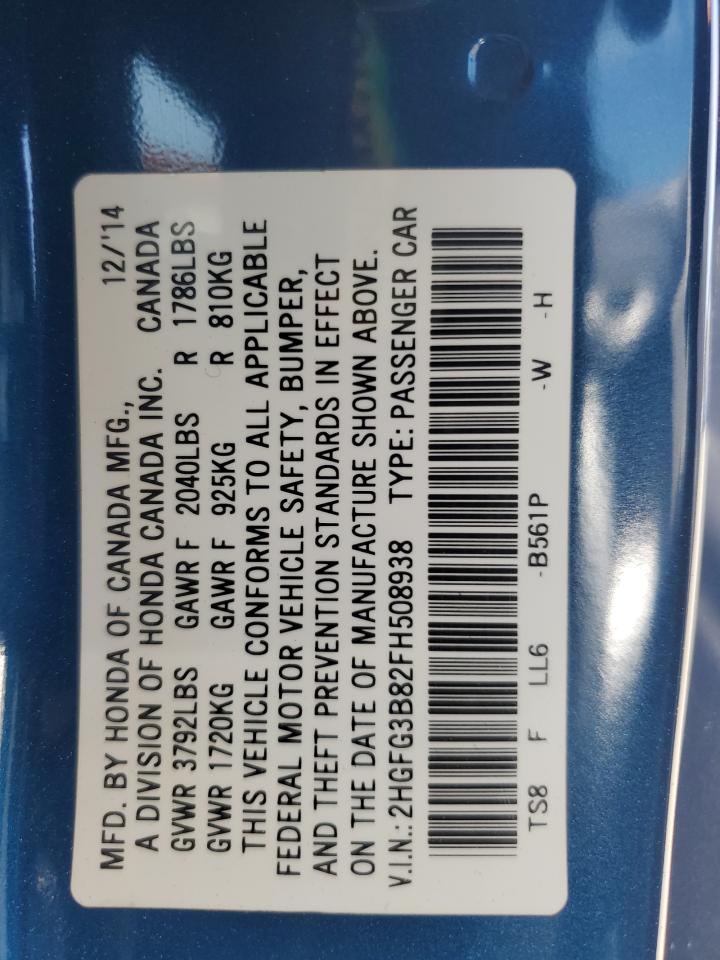 MFD. BY HONDA OF CANADA MFG., 12/'14
A DIVISION OF HONDA CANADA INC. CANADA
GVWR 3792LBS GAWR F 2040LBS R 1786LBS
GVWR 1720KG GAWR F 925KG R 810KG
THIS VEHICLE CONFORMS TO ALL APPLICABLE
FEDERAL MOTOR VEHICLE SAFETY, BUMPER,
AND THEFT PREVENTION STANDARDS IN EFFECT
ON THE DATE OF MANUFACTURE SHOWN ABOVE.
V.I.N.: 2HGFG3B82FH508938 TYPE: PASSENGER CAR
TS8 F LL6 -B561P -W -H